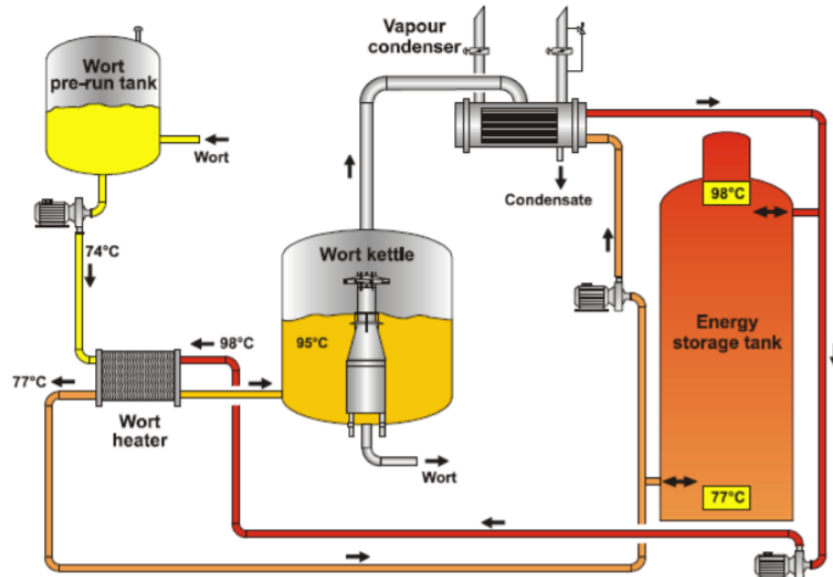 Vapour
condenser
Wort
pre-run tank
Wort
98°C
Condensate
74°C
Wort kettle
Energy
storage tank
95°C
98°C
77°C
Wort
heater
Wort
77°C